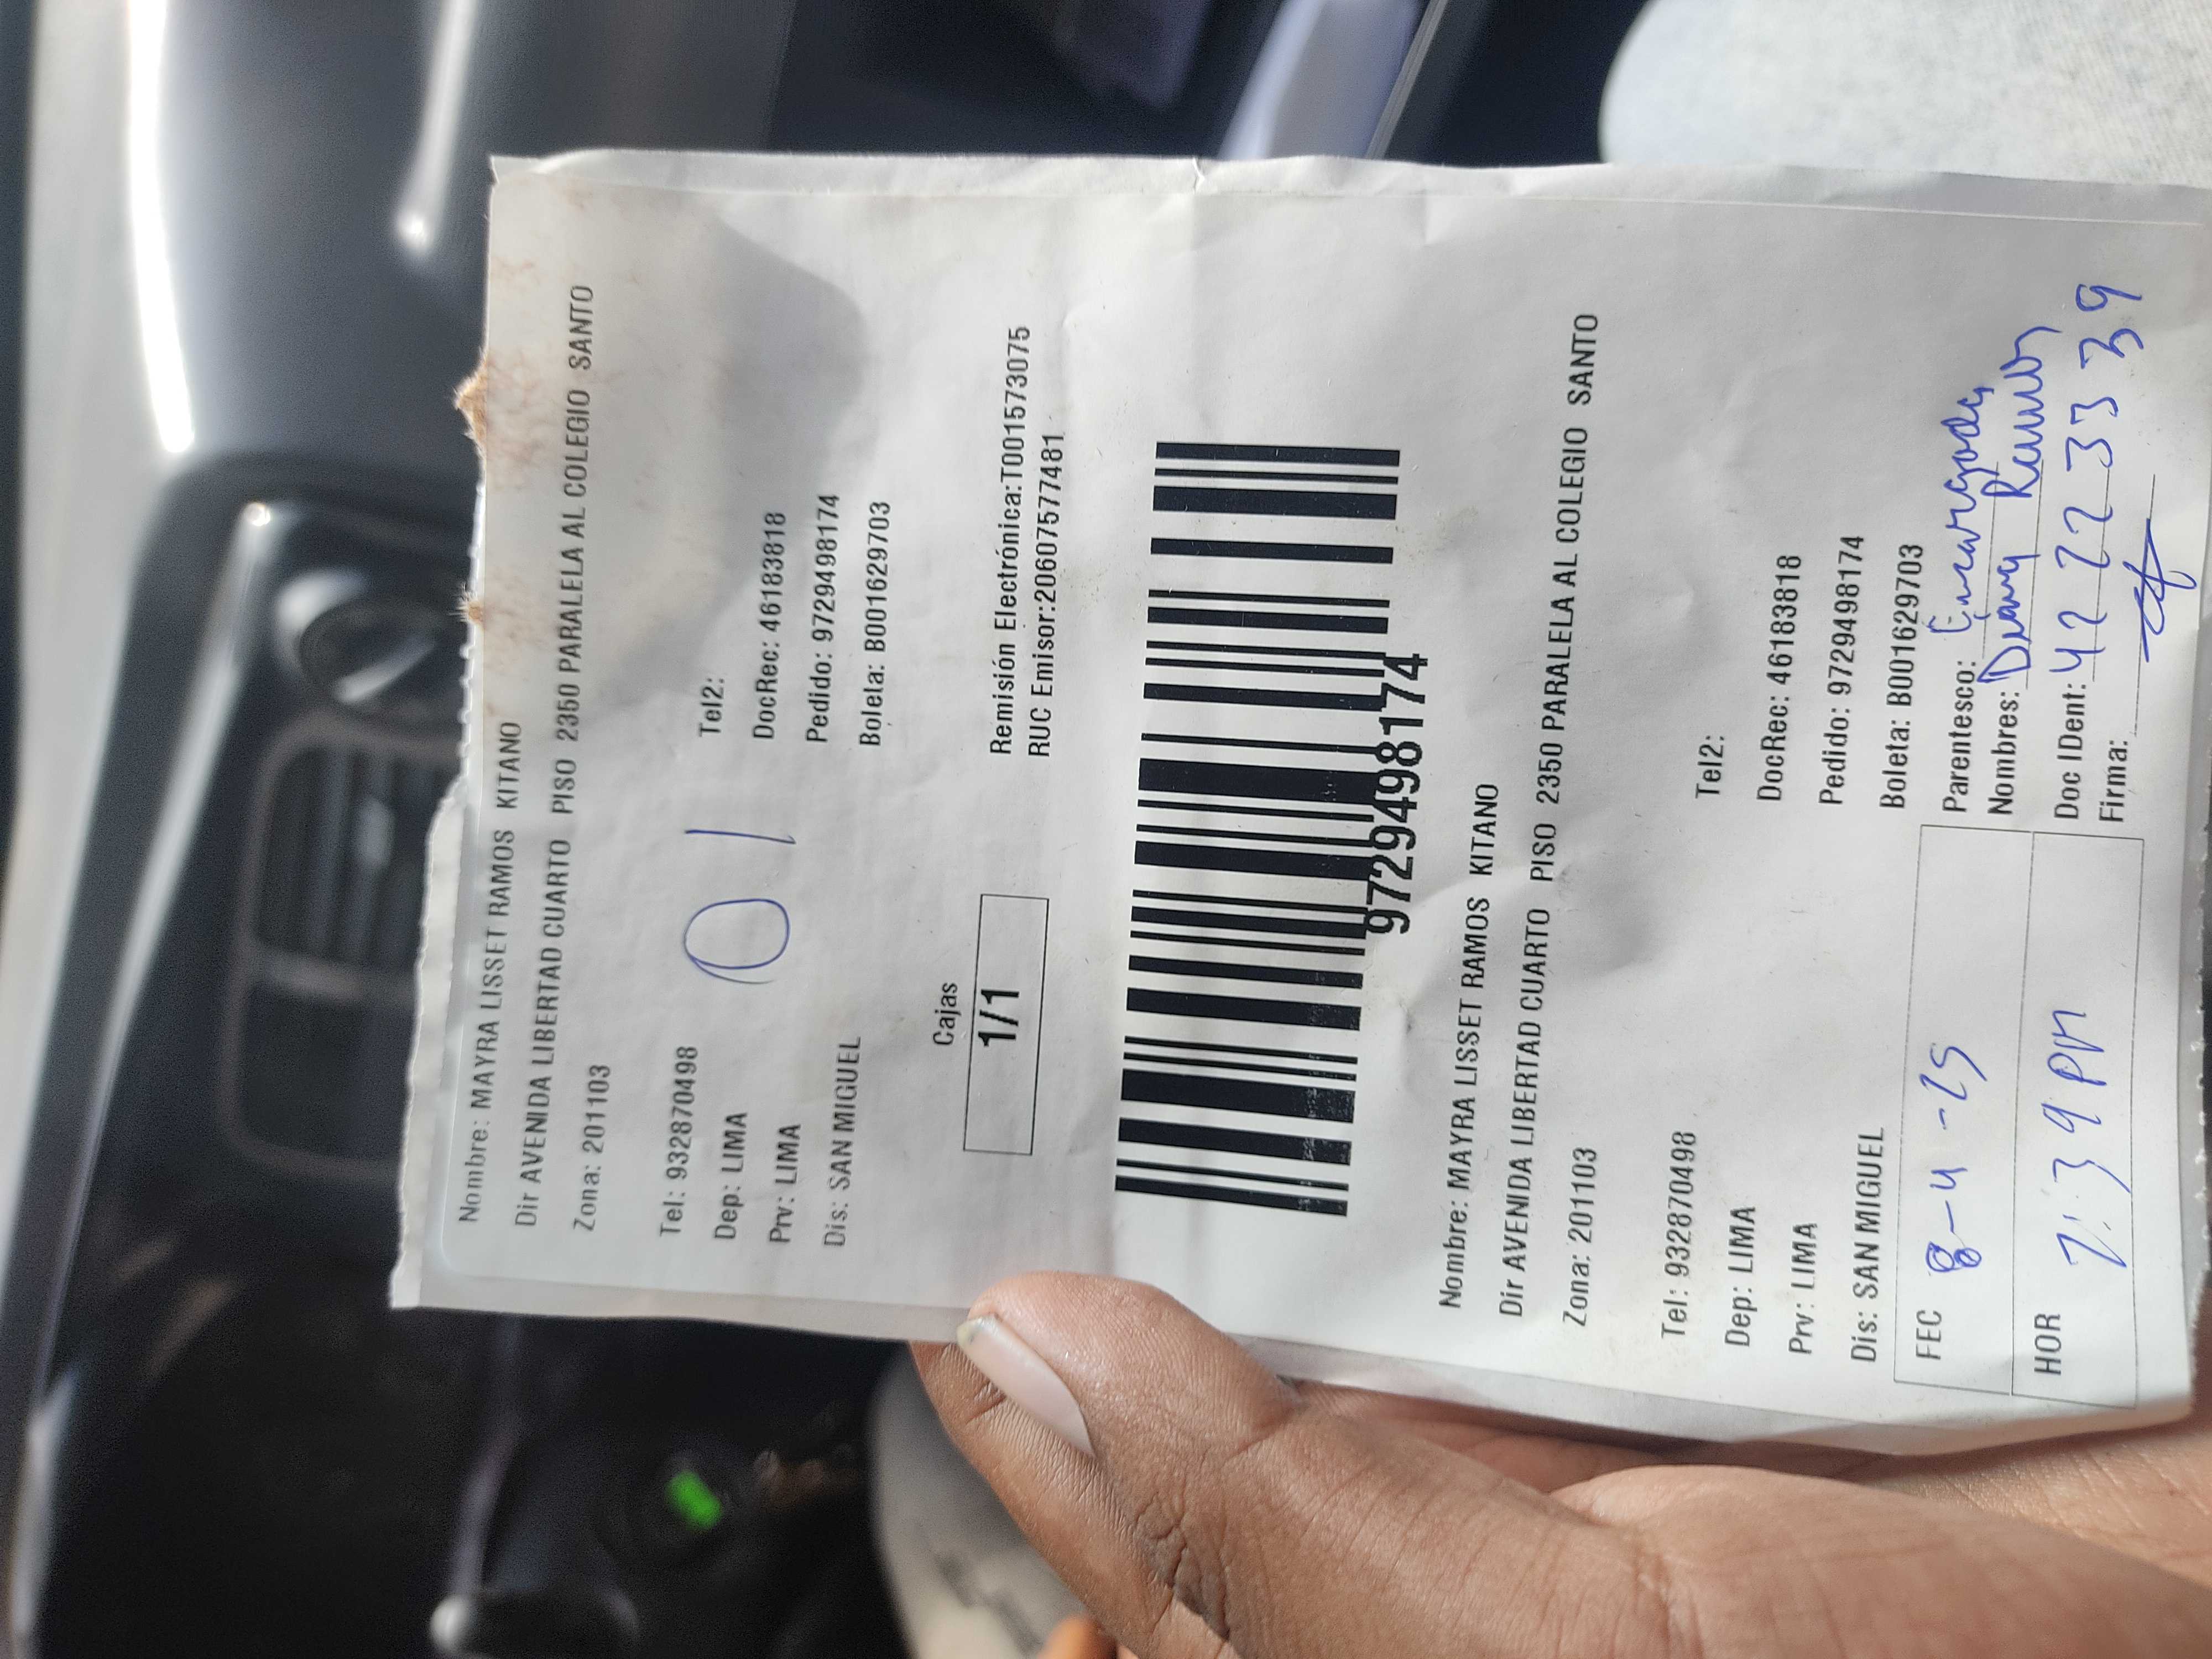 Nombre: MAYRA LISSET RAMOS KITANO
Dir AVENIDA LIBERTAD CUARTO PISO 2350 PARALELA AL COLEGIO SANTO
Zona: 201103
Tel: 932870498 Tel2:
Dep: LIMA DocRec: 46183818
Prv: LIMA Pedido: 9729498174
Dis: SAN MIGUEL Boleta: B001629703
01
Cajas
1/1
Remisión Electrónica:T001573075
RUC Emisor:20607577481
9729498174
Nombre: MAYRA LISSET RAMOS KITANO
Dir AVENIDA LIBERTAD CUARTO PISO 2350 PARALELA AL COLEGIO SANTO
Zona: 201103
Tel: 932870498 Tel2:
Dep: LIMA DocRec: 46183818
Prv: LIMA Pedido: 9729498174
Dis: SAN MIGUEL Boleta: B001629703
FEC 8-4-25 Parentesco: Encargada
Nombres: Ramos
HOR :39 PM Doc IDent: 42223339
Firma: